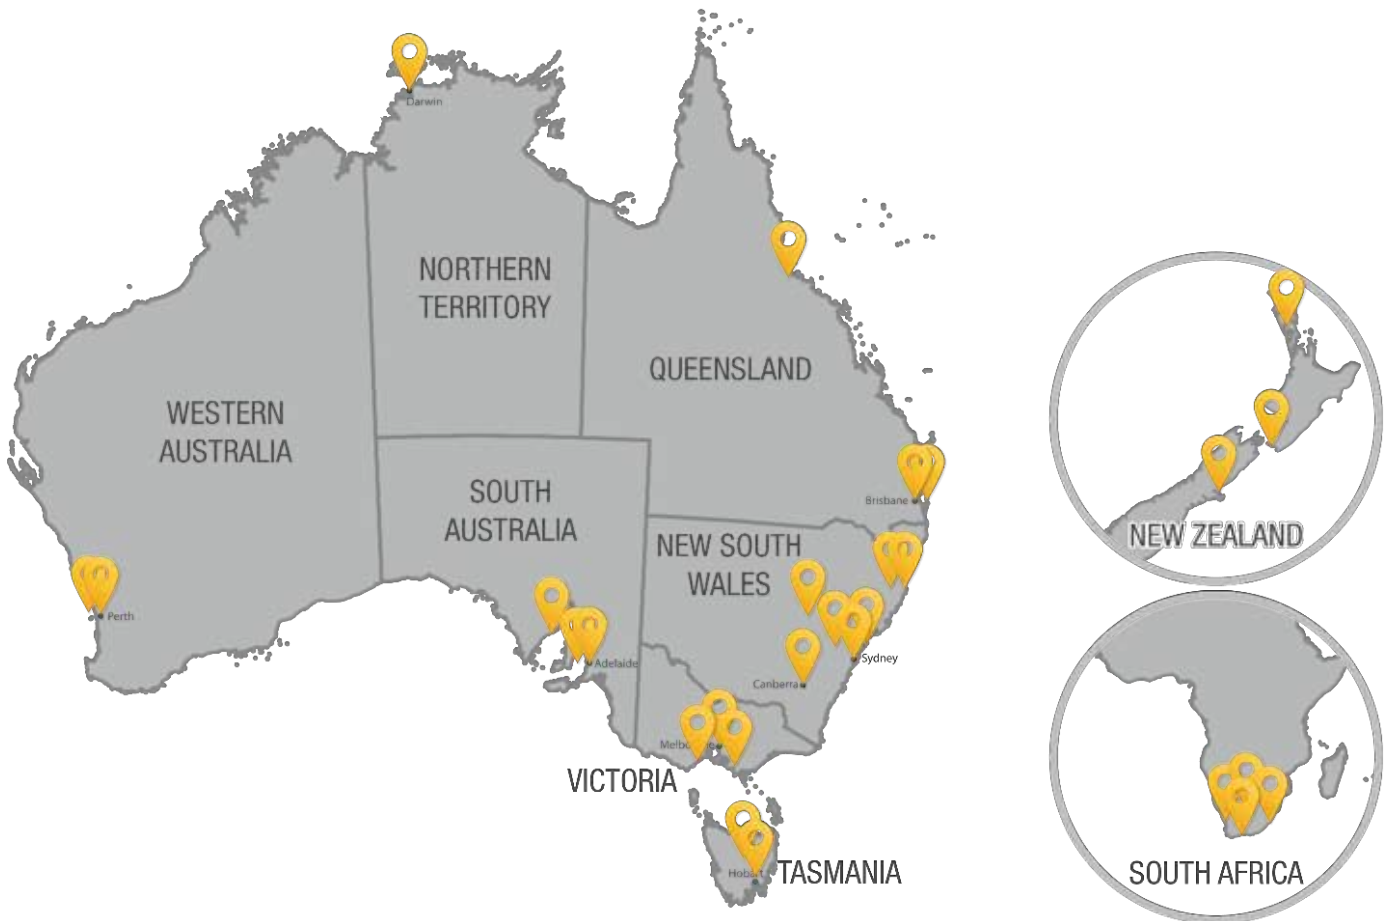 Darwin
NORTHERN
TERRITORY
QUEENSLAND
WESTERN
AUSTRALIA
SOUTH
AUSTRALIA
Brisbane
NEW SOUTH
WALES
NEW ZEALAND
Perth
Adelaide
Sydney
Canberra
VICTORIA
Hobart
TASMANIA
SOUTH AFRICA